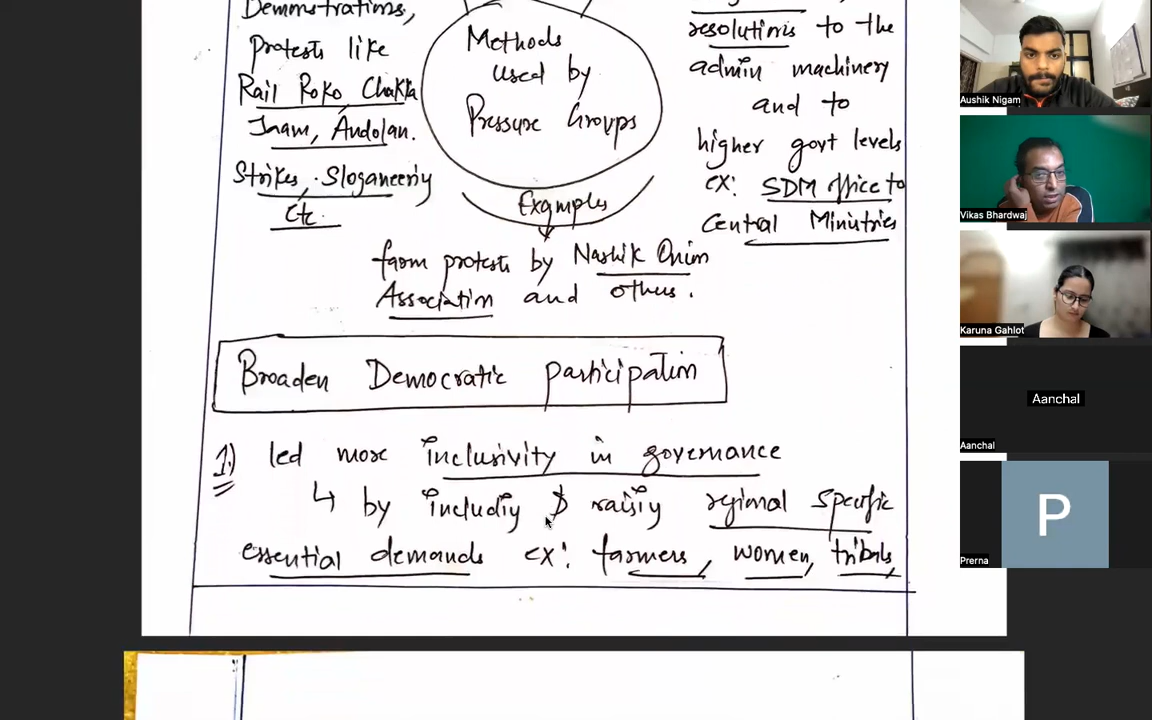 Demonstrations,
Protests like
Rail Roko Chakka
Jaam, Andolan.
Strikes, Sloganeering
Etc.
Methods
used by
Pressure Groups
resolutions to the
admin machinery
and to
higher govt levels
ex: SDM office to
Central Ministries
Examples
from protests by Nashik Onion
Association and others.
Broaden Democratic participation
1) led more inclusivity in governance
↳ by including & raising regional specific
essential demands ex: farmers, women, tribals,
Aushik Nigam
Vikas Bhardwaj
Karuna Gahlot
Aanchal
Aanchal
P
Prerna